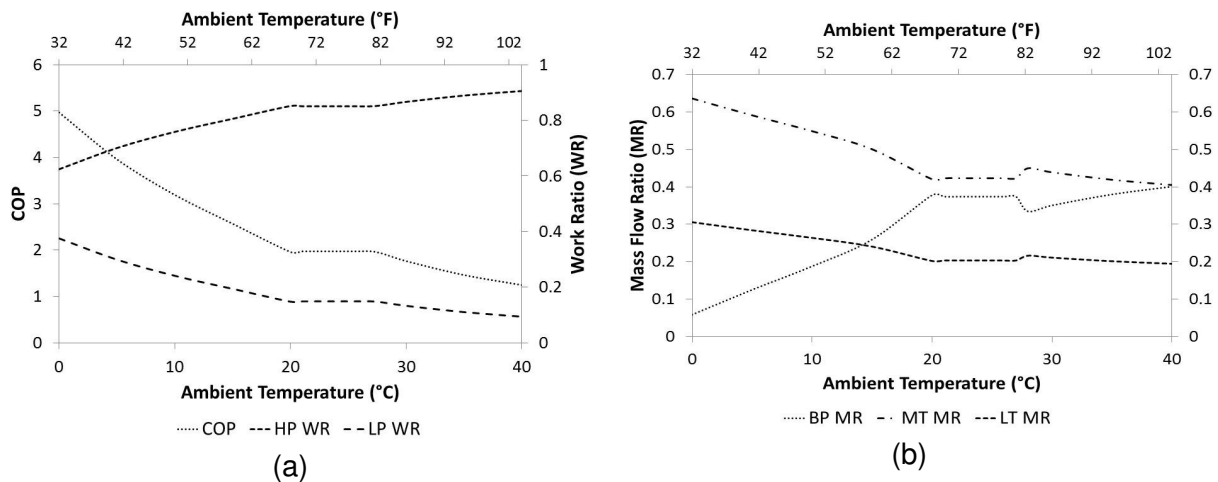 Ambient Temperature (°F)
32 42 52 62 72 82 92 102
6 5 4 3 2 1 0
COP
1 0.8 0.6 0.4 0.2 0
Work Ratio (WR)
0 10 20 30 40
Ambient Temperature (°C)
COP HP WR LP WR
(a)
Ambient Temperature (°F)
32 42 52 62 72 82 92 102
0.7 0.6 0.5 0.4 0.3 0.2 0.1 0
Mass Flow Ratio (MR)
0.7 0.6 0.5 0.4 0.3 0.2 0.1 0
0 10 20 30 40
Ambient Temperature (°C)
BP MR MT MR LT MR
(b)